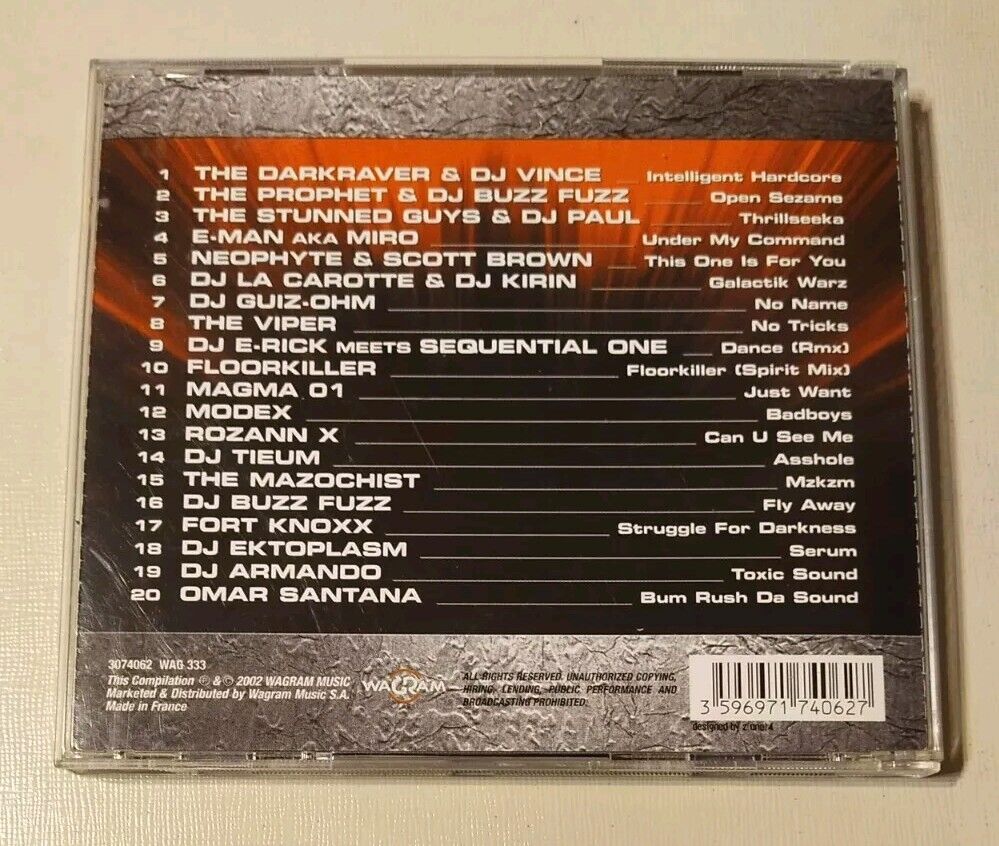 1 THE DARKRAVER & DJ VINCE Intelligent Hardcore
2 THE PROPHET & DJ BUZZ FUZZ Open Sezame
3 THE STUNNED GUYS & DJ PAUL Thrillseeka
4 E-MAN AKA MIRO Under My Command
5 NEOPHYTE & SCOTT BROWN This One Is For You
6 DJ LA CAROTTE & DJ KIRIN Galactik Warz
7 DJ GUIZ-OHM No Name
8 THE VIPER No Tricks
9 DJ E-RICK MEETS SEQUENTIAL ONE Dance (Rmx)
10 FLOORKILLER Floorkiller (Spirit Mix)
11 MAGMA 01 Just Want
12 MODEX Badboys
13 ROZANN X Can U See Me
14 DJ TIEUM Asshole
15 THE MAZOCHIST Mzkzm
16 DJ BUZZ FUZZ Fly Away
17 FORT KNOXX Struggle For Darkness
18 DJ EKTOPLASM Serum
19 DJ ARMANDO Toxic Sound
20 OMAR SANTANA Bum Rush Da Sound
3074062 WAG 333
This Compilation ℗ & © 2002 WAGRAM MUSIC
Marketed & Distributed by Wagram Music S.A.
Made in France
WAGRAM
ALL RIGHTS RESERVED. UNAUTHORIZED COPYING,
HIRING, LENDING, PUBLIC PERFORMANCE AND
BROADCASTING PROHIBITED.
3 596971 740627
designed by